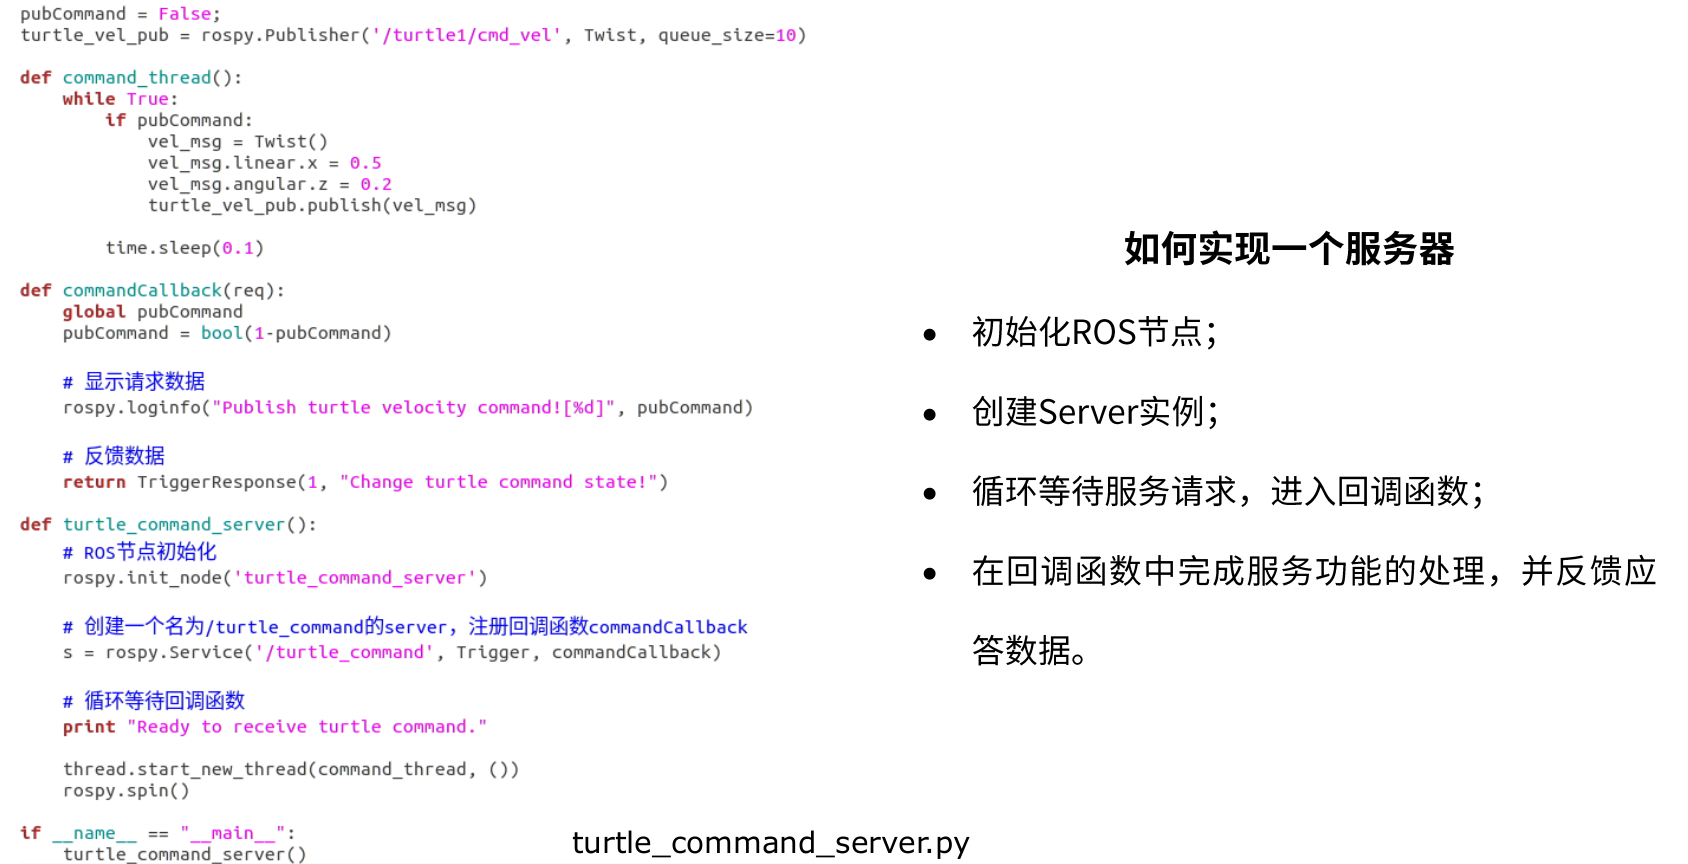 pubCommand = False;
turtle_vel_pub = rospy.Publisher('/turtle1/cmd_vel', Twist, queue_size=10)
def command_thread():
    while True:
        if pubCommand:
            vel_msg = Twist()
            vel_msg.linear.x = 0.5
            vel_msg.angular.z = 0.2
            turtle_vel_pub.publish(vel_msg)
        time.sleep(0.1)
def commandCallback(req):
    global pubCommand
    pubCommand = bool(1-pubCommand)
    # 显示请求数据
    rospy.loginfo("Publish turtle velocity command![%d]", pubCommand)
    # 反馈数据
    return TriggerResponse(1, "Change turtle command state!")
def turtle_command_server():
    # ROS节点初始化
    rospy.init_node('turtle_command_server')
    # 创建一个名为/turtle_command的server，注册回调函数commandCallback
    s = rospy.Service('/turtle_command', Trigger, commandCallback)
    # 循环等待回调函数
    print "Ready to receive turtle command."
    thread.start_new_thread(command_thread, ())
    rospy.spin()
if __name__ == "__main__":
    turtle_command_server()
turtle_command_server.py
如何实现一个服务器
• 初始化ROS节点；
• 创建Server实例；
• 循环等待服务请求，进入回调函数；
• 在回调函数中完成服务功能的处理，并反馈应
答数据。